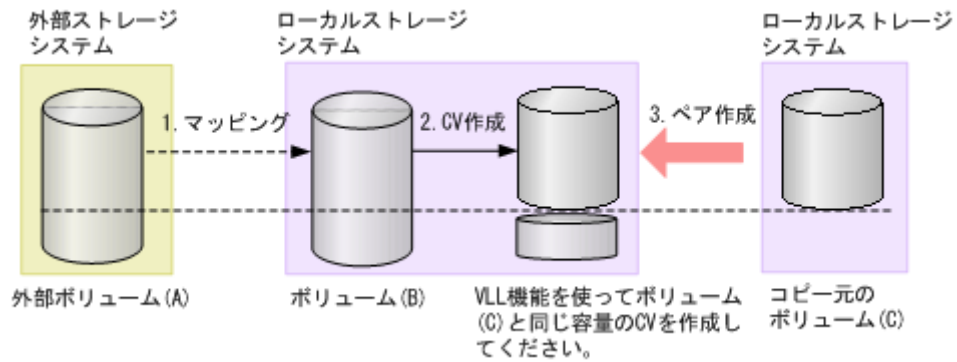 外部ストレージ
システム
ローカルストレージ
システム
ローカルストレージ
システム
1.マッピング
2.CV作成
3.ペア作成
外部ボリューム(A)
ボリューム(B)
VLL機能を使ってボリューム
(C)と同じ容量のCVを作成し
てください。
コピー元の
ボリューム(C)